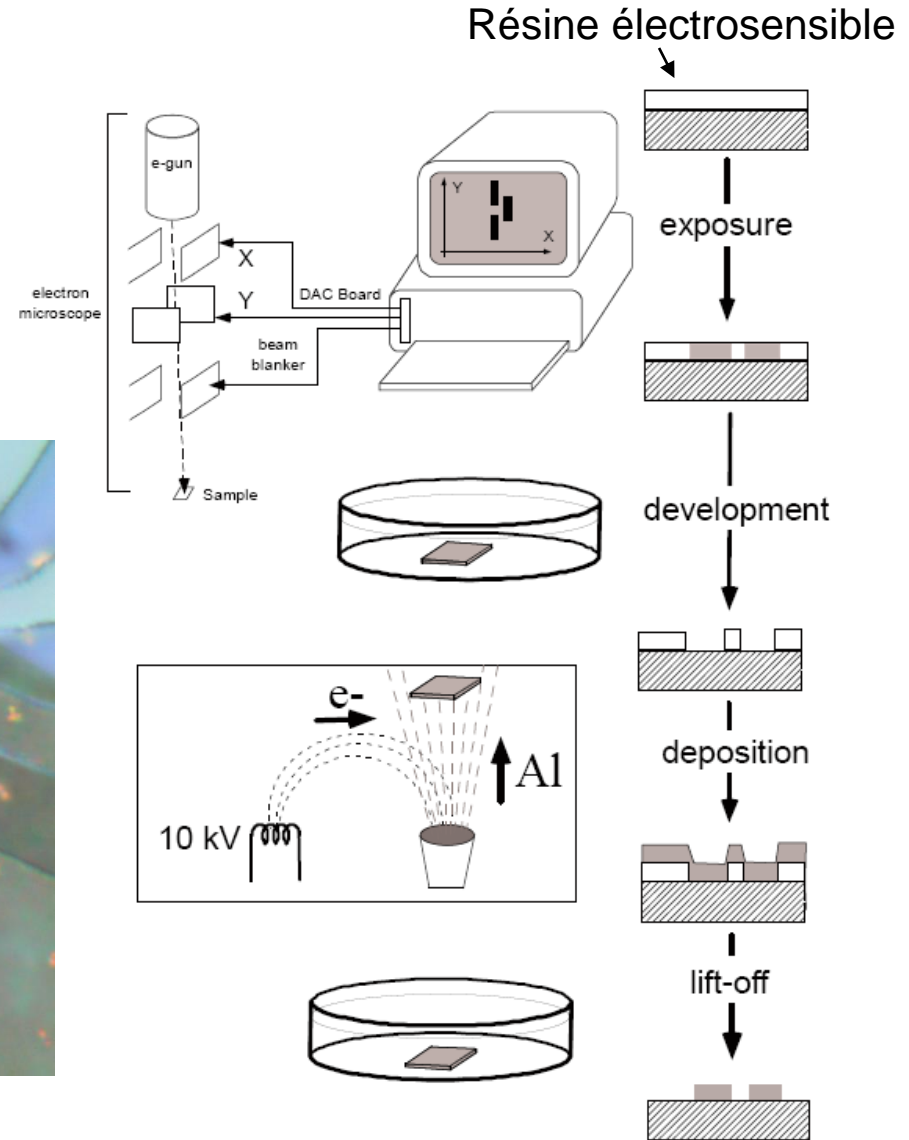 Résine électrosensible
e-gun
electron
microscope
X
Y
DAC Board
beam
blanker
Sample
Y
X
exposure
development
e-
Al
10 kV
deposition
lift-off